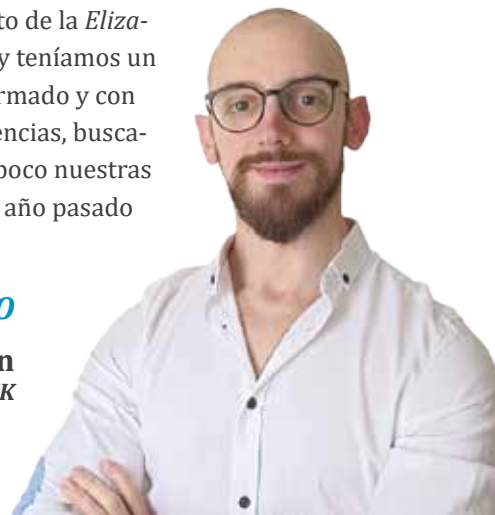 to de la Eliza-
y teníamos un
rmado y con
encias, busca-
poco nuestras
año pasado
O
n
K